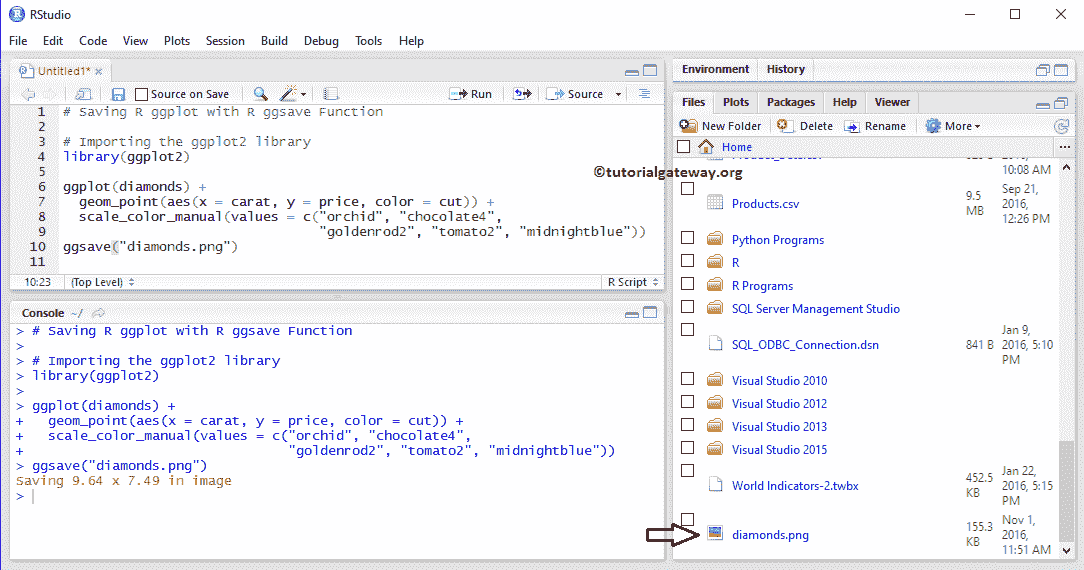 RStudio
File Edit Code View Plots Session Build Debug Tools Help
Untitled1*
Source on Save Run Source
1 # Saving R ggplot with R ggsave Function
2
3 # Importing the ggplot2 library
4 library(ggplot2)
5
6 ggplot(diamonds) +
7 geom_point(aes(x = carat, y = price, color = cut)) +
8 scale_color_manual(values = c("orchid", "chocolate4",
9 "goldenrod2", "tomato2", "midnightblue"))
10 ggsave("diamonds.png")
11
10:23 (Top Level) R Script
Console ~/
> # Saving R ggplot with R ggsave Function
>
> # Importing the ggplot2 library
> library(ggplot2)
>
> ggplot(diamonds) +
+ geom_point(aes(x = carat, y = price, color = cut)) +
+ scale_color_manual(values = c("orchid", "chocolate4",
+ "goldenrod2", "tomato2", "midnightblue"))
> ggsave("diamonds.png")
Saving 9.64 x 7.49 in image
>
Environment History
Files Plots Packages Help Viewer
New Folder Delete Rename More
Home ...
10:08 AM
©tutorialgateway.org
Products.csv 9.5 MB Sep 21, 2016, 12:26 PM
Python Programs
R
R Programs
SQL Server Management Studio
SQL_ODBC_Connection.dsn 841 B Jan 9, 2016, 5:10 PM
Visual Studio 2010
Visual Studio 2012
Visual Studio 2013
Visual Studio 2015
World Indicators-2.twbx 452.5 KB Jan 22, 2016, 5:15 PM
diamonds.png 155.3 KB Nov 1, 2016, 11:51 AM